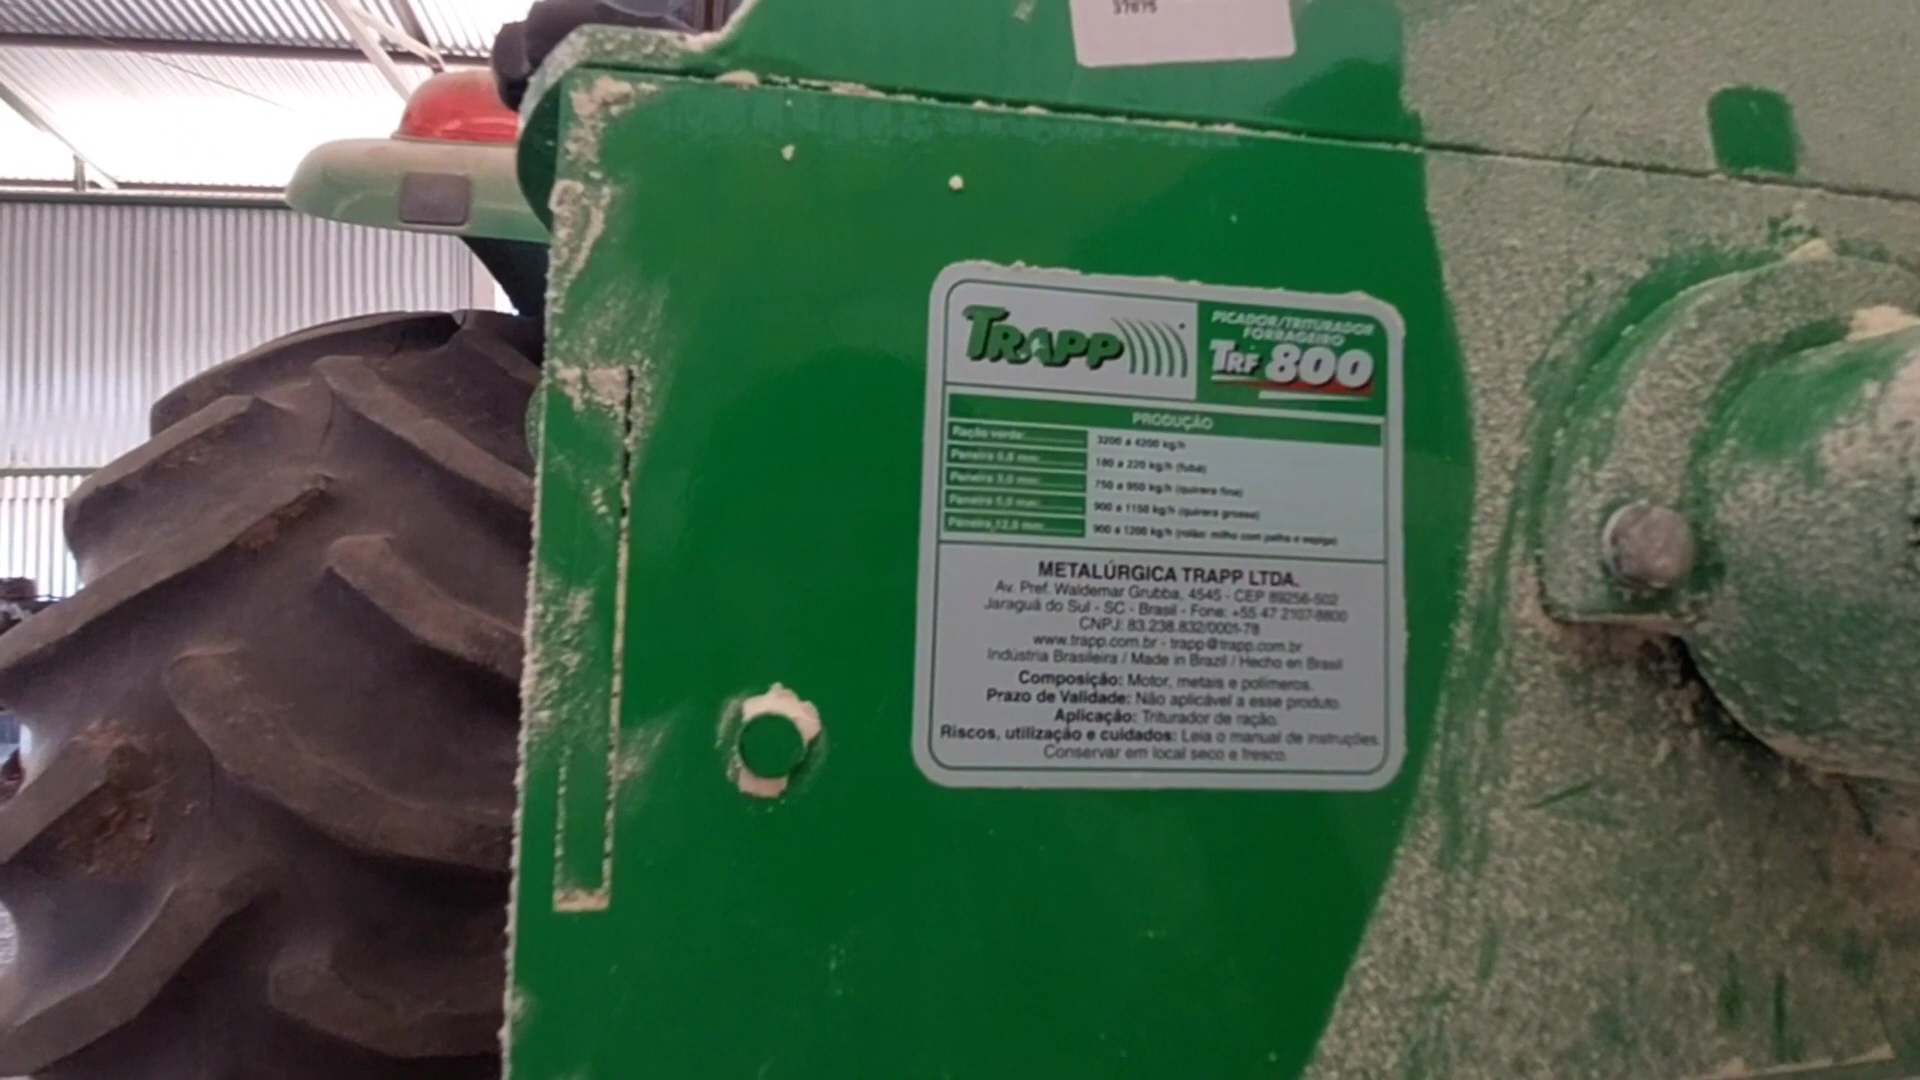 37875
TRAPP
PICADOR/TRITURADOR
FORRAGEIRO
TRF 800
PRODUÇÃO
Ração verde: 3200 a 4200 kg/h
Peneira 0,8 mm: 180 a 220 kg/h (fubá)
Peneira 3,0 mm: 750 a 950 kg/h (quirera fina)
Peneira 5,0 mm: 900 a 1150 kg/h (quirera grossa)
Peneira 12,0 mm: 900 a 1200 kg/h (rolão: milho com palha e espiga)
METALÚRGICA TRAPP LTDA.
Av. Pref. Waldemar Grubba, 4545 - CEP 89256-502
Jaraguá do Sul - SC - Brasil - Fone: +55 47 2107-8800
CNPJ: 83.238.832/0001-78
www.trapp.com.br - trapp@trapp.com.br
Indústria Brasileira / Made in Brazil / Hecho en Brasil
Composição: Motor, metais e polímeros.
Prazo de Validade: Não aplicável a esse produto.
Aplicação: Triturador de ração.
Riscos, utilização e cuidados: Leia o manual de instruções.
Conservar em local seco e fresco.